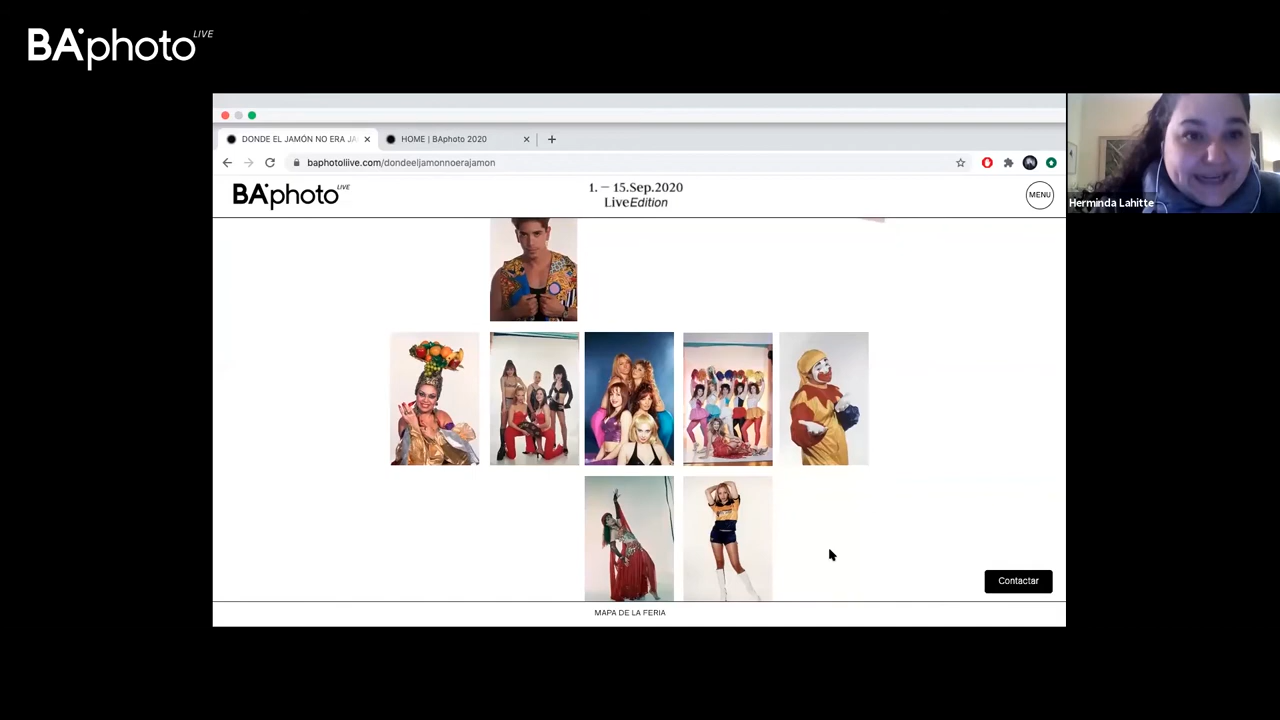 BAphoto LIVE
DONDE EL JAMÓN NO ERA JA
HOME | BAphoto 2020
baphotoliive.com/dondeeljamonnoerajamon
BAphoto LIVE
1. — 15.Sep.2020
LiveEdition
MENU
Herminda Lahitte
Contactar
MAPA DE LA FERIA